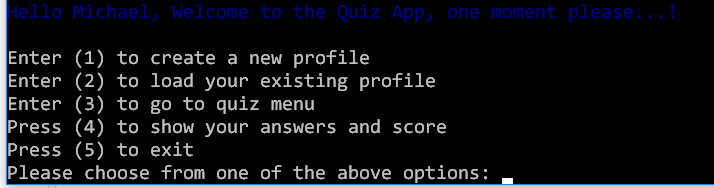 Hello Michael, Welcome to the Quiz App, one moment please...!
Enter (1) to create a new profile
Enter (2) to load your existing profile
Enter (3) to go to quiz menu
Press (4) to show your answers and score
Press (5) to exit
Please choose from one of the above options: